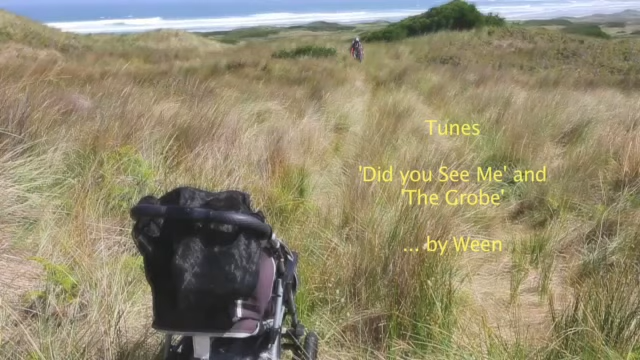 Tunes
'Did you See Me' and
'The Grobe'
... by Ween